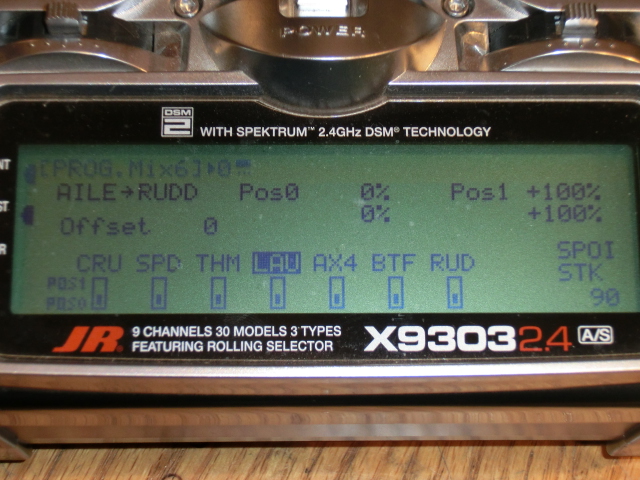 POWER
DSM
2
WITH SPEKTRUM™ 2.4GHz DSM® TECHNOLOGY
NT
ST
R
[PROG.Mix6]▸0
AILE→RUDD Pos0 0% Pos1 +100%
0% +100%
Offset 0
CRU SPD THM LAU AX4 BTF RUD
SPOI
STK
90
POS1
POS0
JR®
9 CHANNELS 30 MODELS 3 TYPES
FEATURING ROLLING SELECTOR
X9303 2.4 A/S